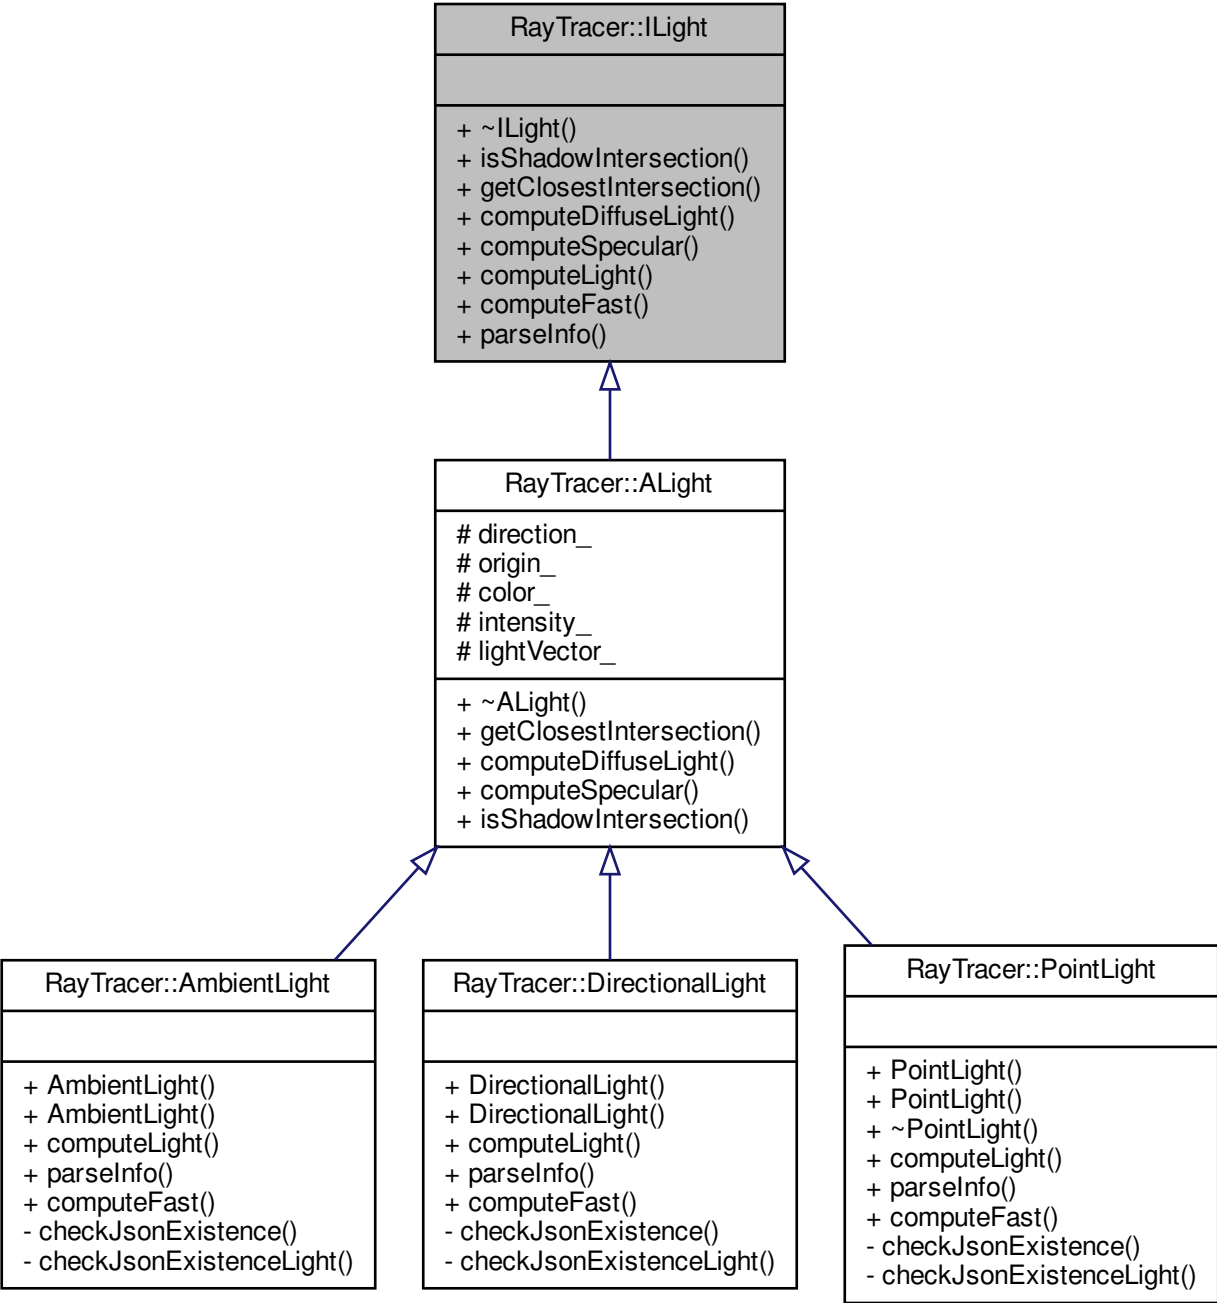 RayTracer::ILight
+ ~ILight()
+ isShadowIntersection()
+ getClosestIntersection()
+ computeDiffuseLight()
+ computeSpecular()
+ computeLight()
+ computeFast()
+ parseInfo()
RayTracer::ALight
# direction_
# origin_
# color_
# intensity_
# lightVector_
+ ~ALight()
+ getClosestIntersection()
+ computeDiffuseLight()
+ computeSpecular()
+ isShadowIntersection()
RayTracer::AmbientLight
+ AmbientLight()
+ AmbientLight()
+ computeLight()
+ parseInfo()
+ computeFast()
- checkJsonExistence()
- checkJsonExistenceLight()
RayTracer::DirectionalLight
+ DirectionalLight()
+ DirectionalLight()
+ computeLight()
+ parseInfo()
+ computeFast()
- checkJsonExistence()
- checkJsonExistenceLight()
RayTracer::PointLight
+ PointLight()
+ PointLight()
+ ~PointLight()
+ computeLight()
+ parseInfo()
+ computeFast()
- checkJsonExistence()
- checkJsonExistenceLight()